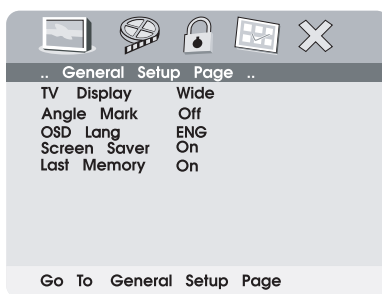 .. General Setup Page ..
TV Display Wide
Angle Mark Off
OSD Lang ENG
Screen Saver On
Last Memory On
Go To General Setup Page